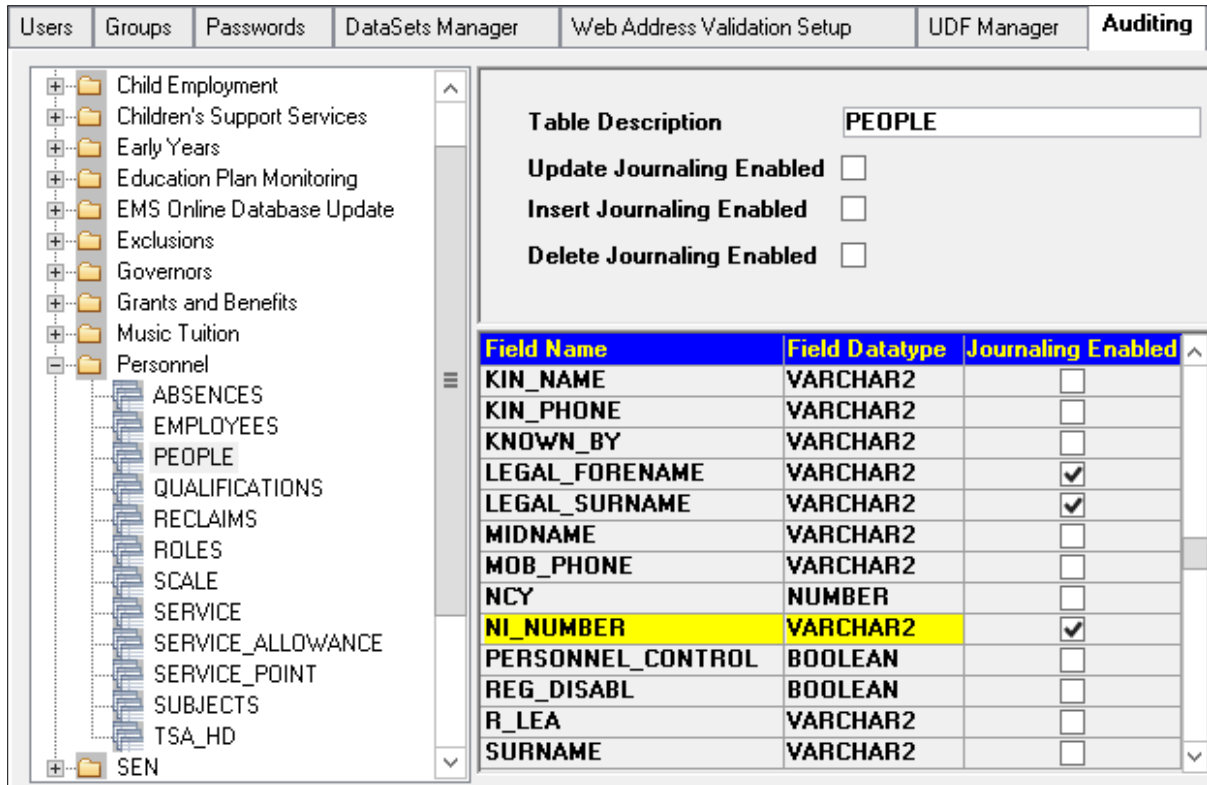 Users Groups Passwords DataSets Manager Web Address Validation Setup UDF Manager Auditing
Child Employment
Children's Support Services
Early Years
Education Plan Monitoring
EMS Online Database Update
Exclusions
Governors
Grants and Benefits
Music Tuition
Personnel
ABSENCES
EMPLOYEES
PEOPLE
QUALIFICATIONS
RECLAIMS
ROLES
SCALE
SERVICE
SERVICE_ALLOWANCE
SERVICE_POINT
SUBJECTS
TSA_HD
SEN
Table Description PEOPLE
Update Journaling Enabled
Insert Journaling Enabled
Delete Journaling Enabled
Field Name Field Datatype Journaling Enabled
KIN_NAME VARCHAR2
KIN_PHONE VARCHAR2
KNOWN_BY VARCHAR2
LEGAL_FORENAME VARCHAR2
LEGAL_SURNAME VARCHAR2
MIDNAME VARCHAR2
MOB_PHONE VARCHAR2
NCY NUMBER
NI_NUMBER VARCHAR2
PERSONNEL_CONTROL BOOLEAN
REG_DISABL BOOLEAN
R_LEA VARCHAR2
SURNAME VARCHAR2